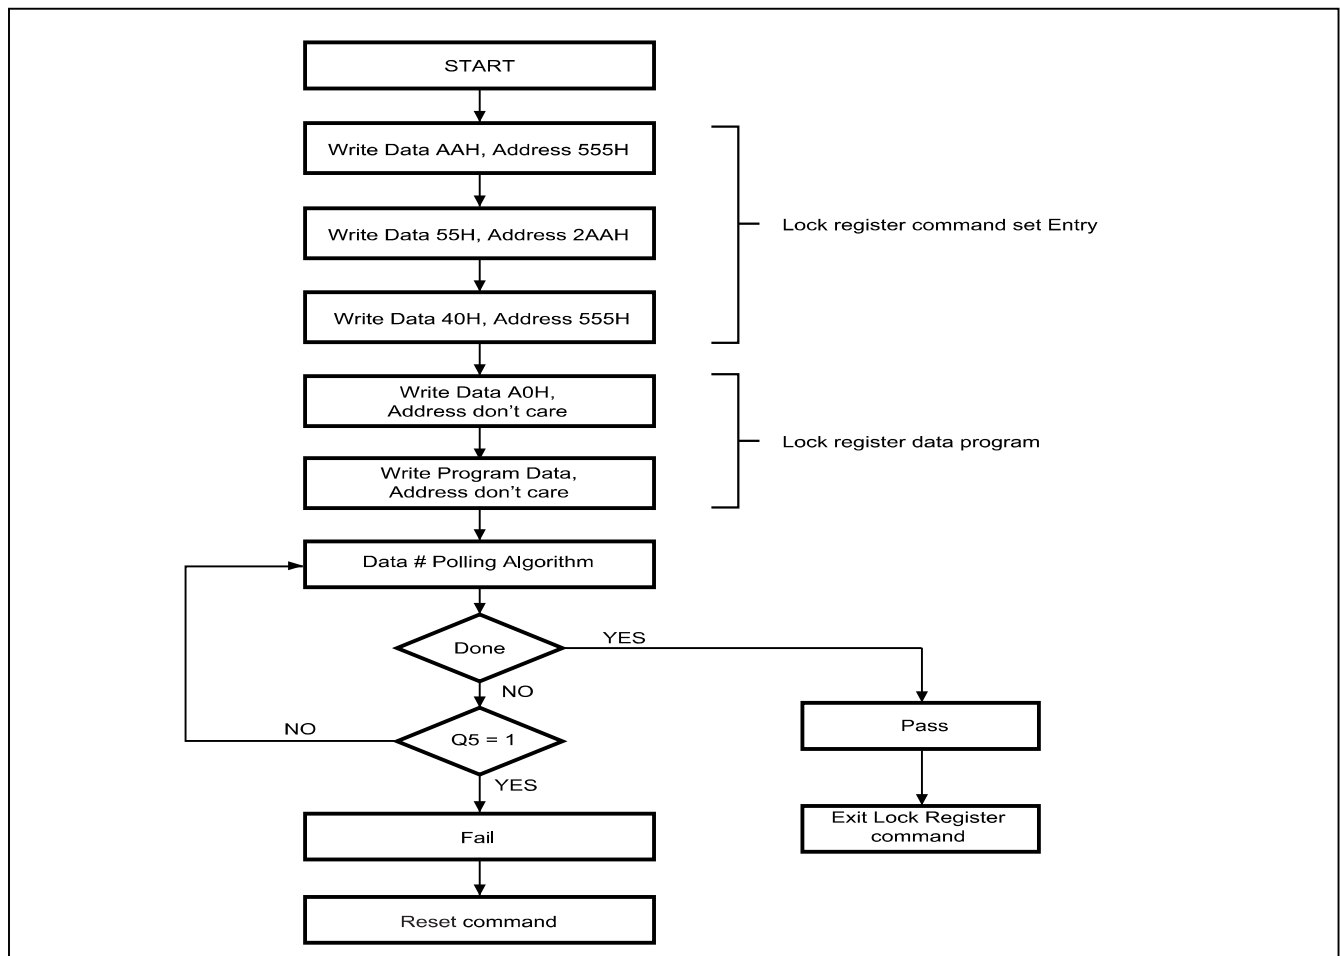 START
Write Data AAH, Address 555H
Write Data 55H, Address 2AAH
Lock register command set Entry
Write Data 40H, Address 555H
Write Data A0H,
Address don't care
Lock register data program
Write Program Data,
Address don't care
Data # Polling Algorithm
Done
YES
NO
Q5 = 1
NO
YES
Pass
Fail
Exit Lock Register
command
Reset command